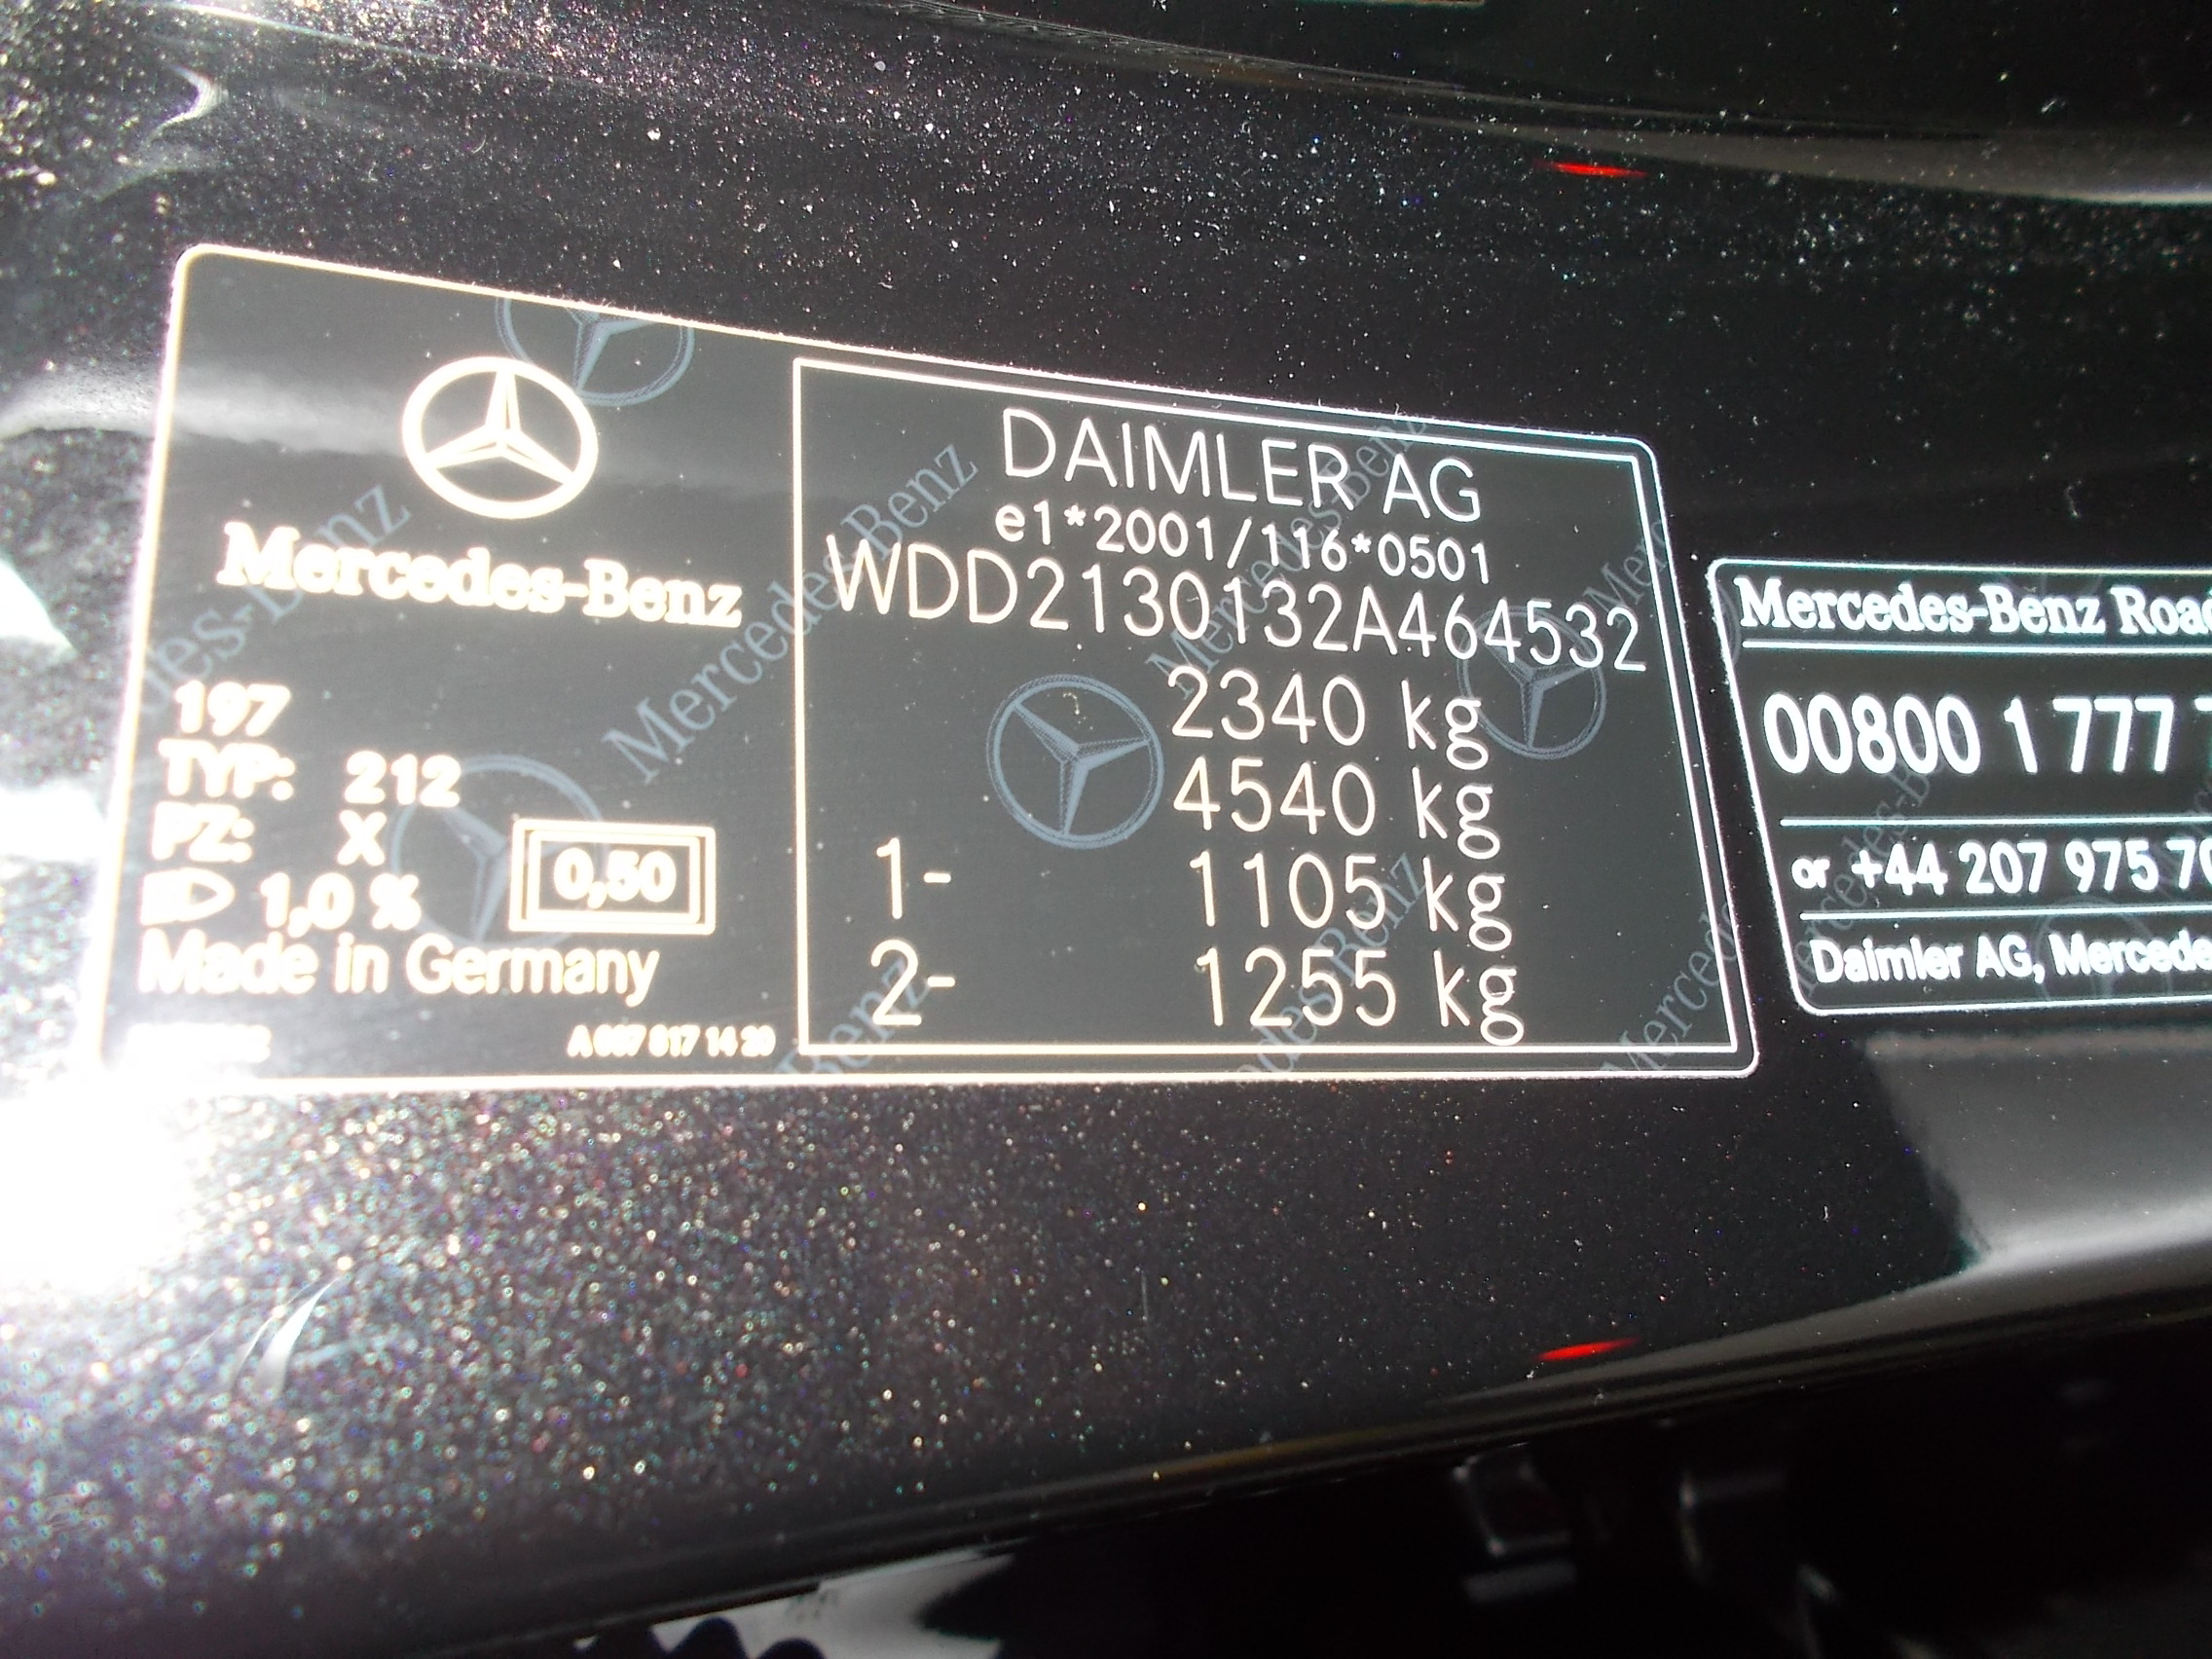 Mercedes-Benz
197
TYP: 212
PZ: X
1,0 %
0,50
Made in Germany
DAIMLER AG
e1*2001/116*0501
WDD2130132A464532
2340 kg
4540 kg
1- 1105 kg
2- 1255 kg
Mercedes-Benz
00800 1 777
or +44 207 975
Daimler AG,